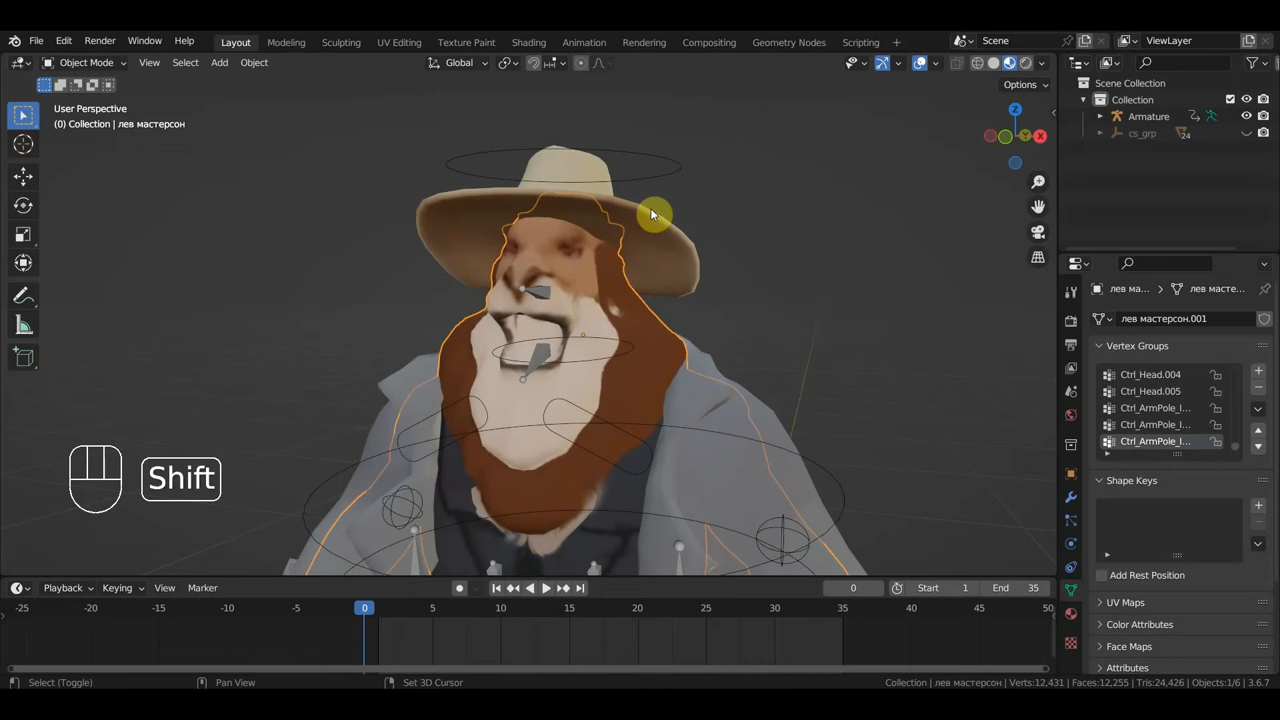 File Edit Render Window Help Layout Modeling Sculpting UV Editing Texture Paint Shading Animation Rendering Compositing Geometry Nodes Scripting + Scene ViewLayer
Object Mode View Select Add Object Global
Options
User Perspective
(0) Collection | лев мастерсон
Z
Y
X
Scene Collection
Collection
Armature
cs_grp 24
лев ма... лев масте...
лев мастерсон.001
Vertex Groups
Ctrl_Head.004
Ctrl_Head.005
Ctrl_ArmPole_I...
Ctrl_ArmPole_I...
Ctrl_ArmPole_I...
Shape Keys
Add Rest Position
UV Maps
Color Attributes
Face Maps
Attributes
Shift
Playback Keying View Marker 0 Start 1 End 35
-25 -20 -15 -10 -5 0 5 10 15 20 25 30 35 40 45 50
Select (Toggle) Pan View Set 3D Cursor Collection | лев мастерсон | Verts:12,431 | Faces:12,255 | Tris:24,426 | Objects:1/6 | 3.6.7